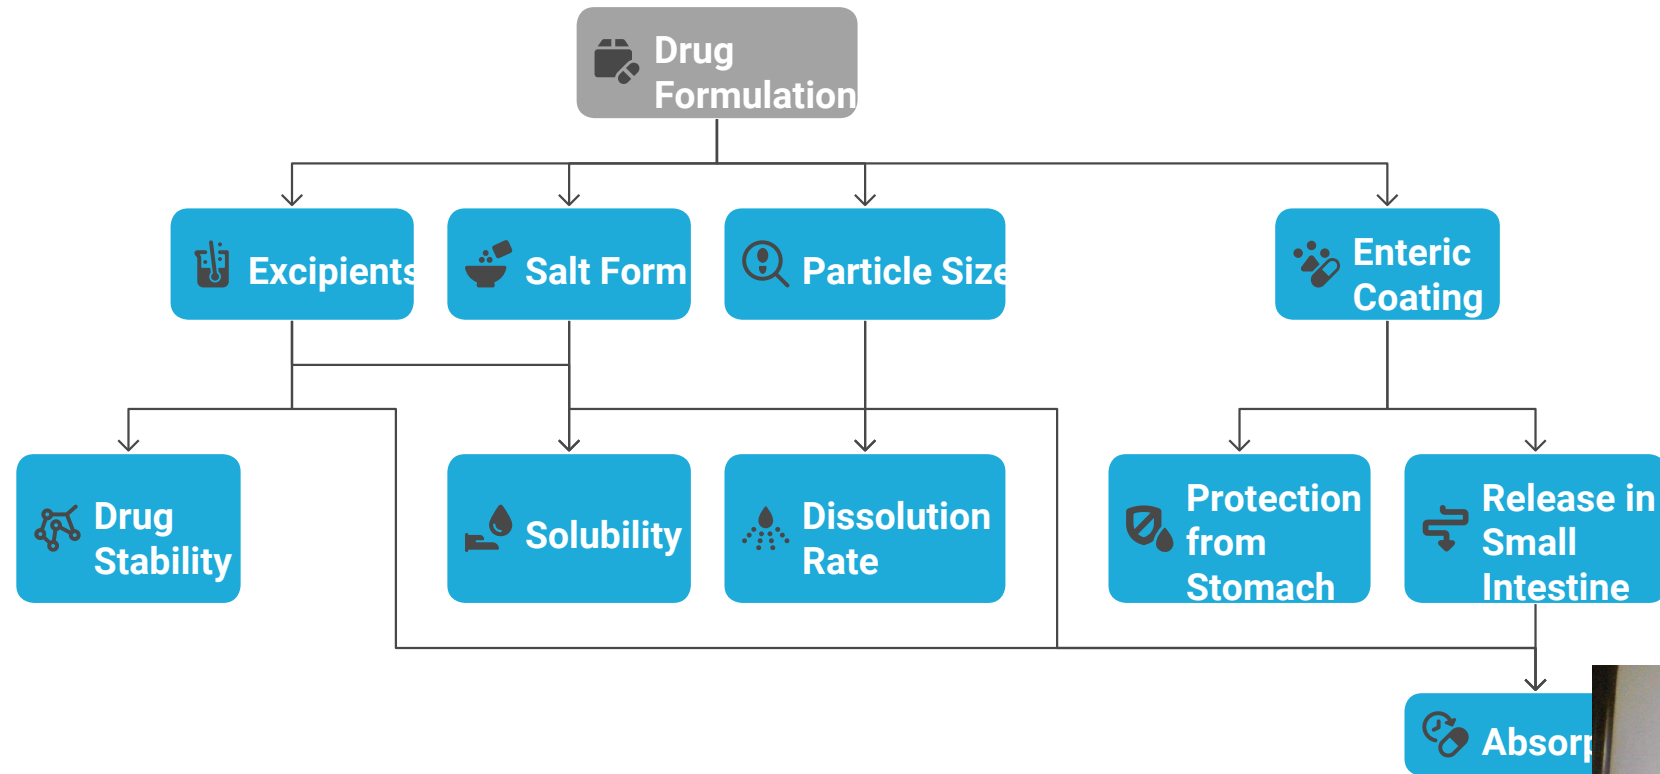 Drug
Formulation
Excipients
Salt Form
Particle Size
Enteric
Coating
Drug
Stability
Solubility
Dissolution
Rate
Protection
from
Stomach
Release in
Small
Intestine